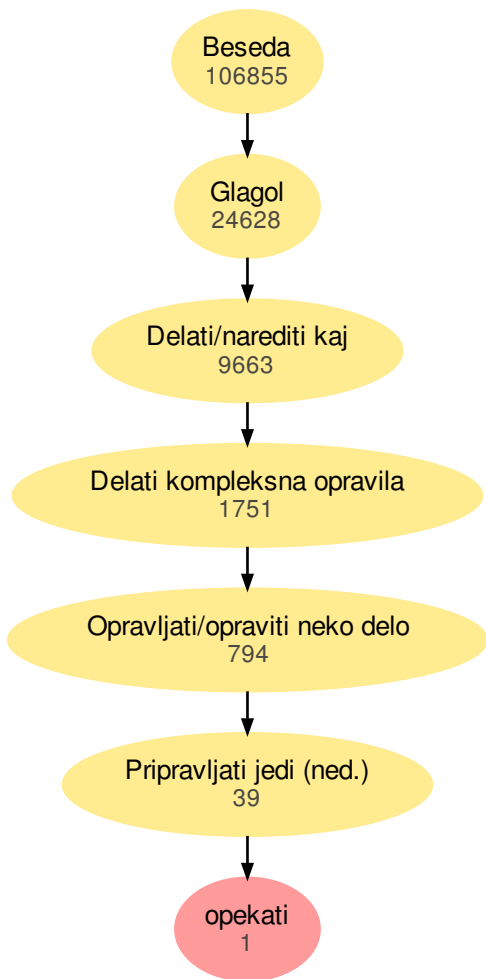 Beseda
106855
Glagol
24628
Delati/narediti kaj
9663
Delati kompleksna opravila
1751
Opravljati/opraviti neko delo
794
Pripravljati jedi (ned.)
39
opekati
1